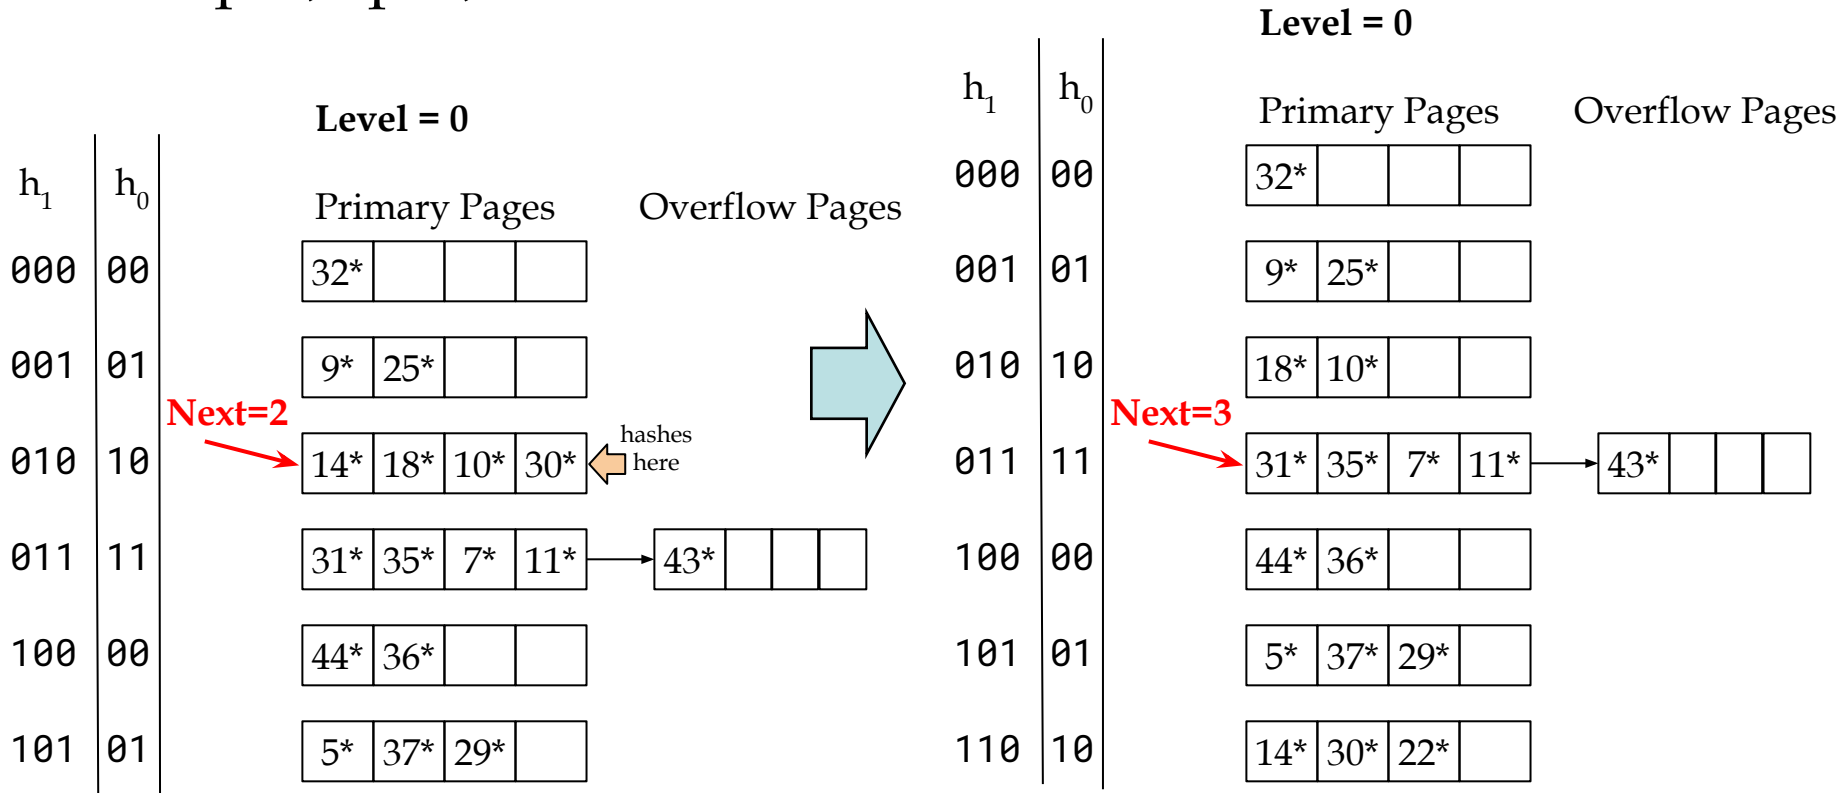 Level = 0
h1 h0
Primary Pages Overflow Pages
000 00 32*
001 01 9* 25*
Next=2
010 10 14* 18* 10* 30* hashes here
011 11 31* 35* 7* 11* 43*
100 00 44* 36*
101 01 5* 37* 29*
Level = 0
h1 h0
Primary Pages Overflow Pages
000 00 32*
001 01 9* 25*
010 10 18* 10*
Next=3
011 11 31* 35* 7* 11* 43*
100 00 44* 36*
101 01 5* 37* 29*
110 10 14* 30* 22*